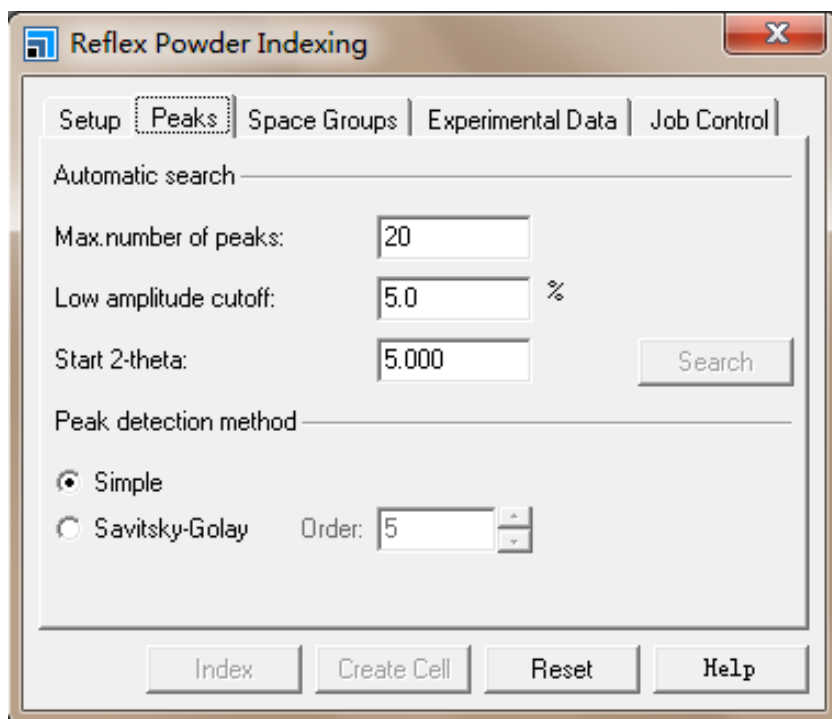 Reflex Powder Indexing
Setup Peaks Space Groups Experimental Data Job Control
Automatic search
Max.number of peaks: 20
Low amplitude cutoff: 5.0 %
Start 2-theta: 5.000 Search
Peak detection method
Simple
Savitsky-Golay Order: 5
Index Create Cell Reset Help